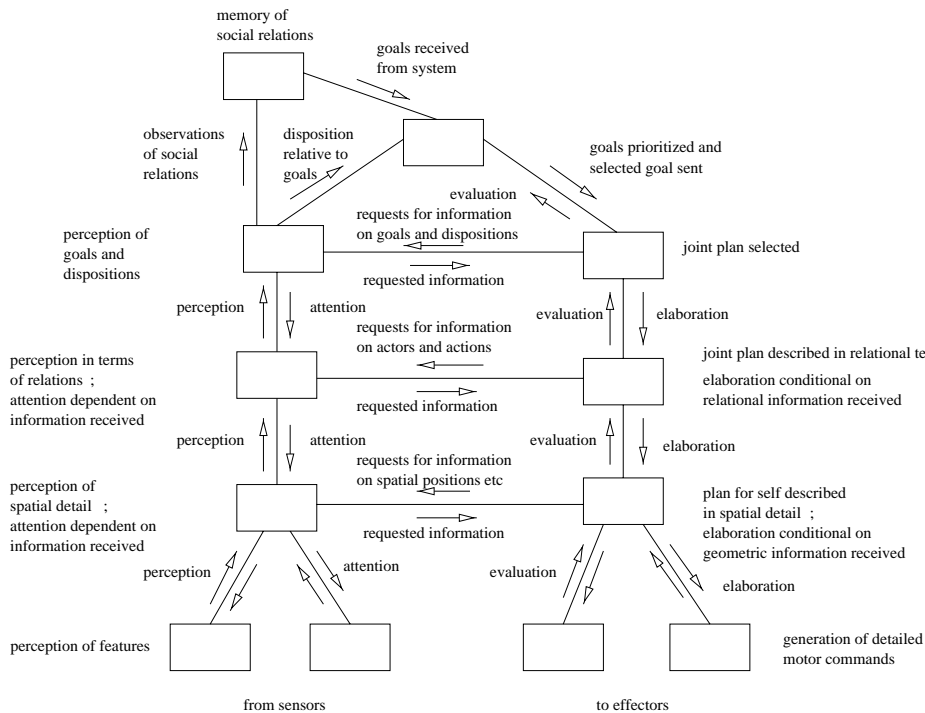 memory of
social relations
goals received
from system
observations
of social
relations
disposition
relative to
goals
goals prioritized and
selected goal sent
evaluation
requests for information
on goals and dispositions
perception of
goals and
dispositions
joint plan selected
requested information
perception
attention
evaluation
elaboration
requests for information
on actors and actions
perception in terms
of relations ;
attention dependent on
information received
joint plan described in relational te
elaboration conditional on
relational information received
requested information
perception
attention
evaluation
elaboration
requests for information
on spatial positions etc
perception of
spatial detail ;
attention dependent on
information received
plan for self described
in spatial detail ;
elaboration conditional on
geometric information received
requested information
perception
attention
evaluation
elaboration
perception of features
generation of detailed
motor commands
from sensors
to effectors